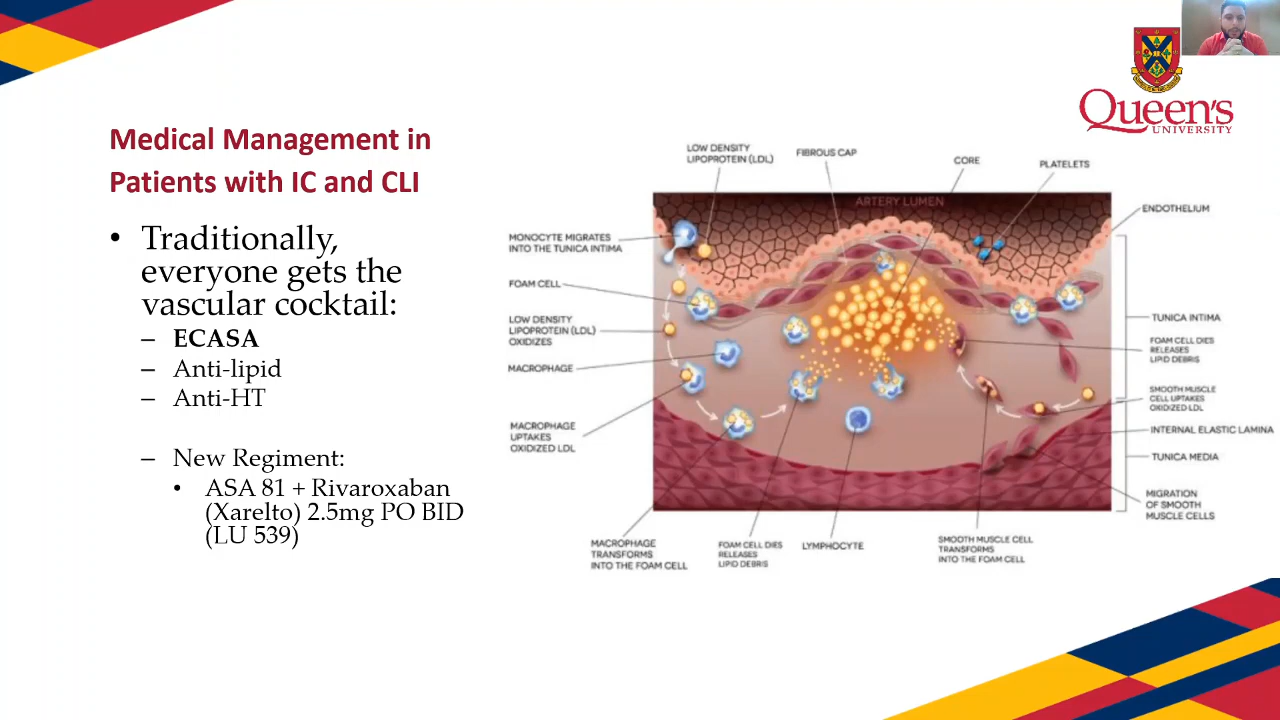 Queen's
UNIVERSITY
Medical Management in
Patients with IC and CLI
• Traditionally,
everyone gets the
vascular cocktail:
– ECASA
– Anti-lipid
– Anti-HT
– New Regiment:
• ASA 81 + Rivaroxaban
(Xarelto) 2.5mg PO BID
(LU 539)
LOW DENSITY
LIPOPROTEIN (LDL)
FIBROUS CAP
CORE
PLATELETS
ARTERY LUMEN
ENDOTHELIUM
MONOCYTE MIGRATES
INTO THE TUNICA INTIMA
FOAM CELL
LOW DENSITY
LIPOPROTEIN (LDL)
OXIDIZES
MACROPHAGE
MACROPHAGE
UPTAKES
OXIDIZED LDL
TUNICA INTIMA
FOAM CELL DIES
RELEASES
LIPID DEBRIS
SMOOTH MUSCLE
CELL UPTAKES
OXIDIZED LDL
INTERNAL ELASTIC LAMINA
TUNICA MEDIA
MIGRATION
OF SMOOTH
MUSCLE CELLS
MACROPHAGE
TRANSFORMS
INTO THE FOAM CELL
FOAM CELL DIES
RELEASES
LIPID DEBRIS
LYMPHOCYTE
SMOOTH MUSCLE CELL
TRANSFORMS
INTO THE FOAM CELL